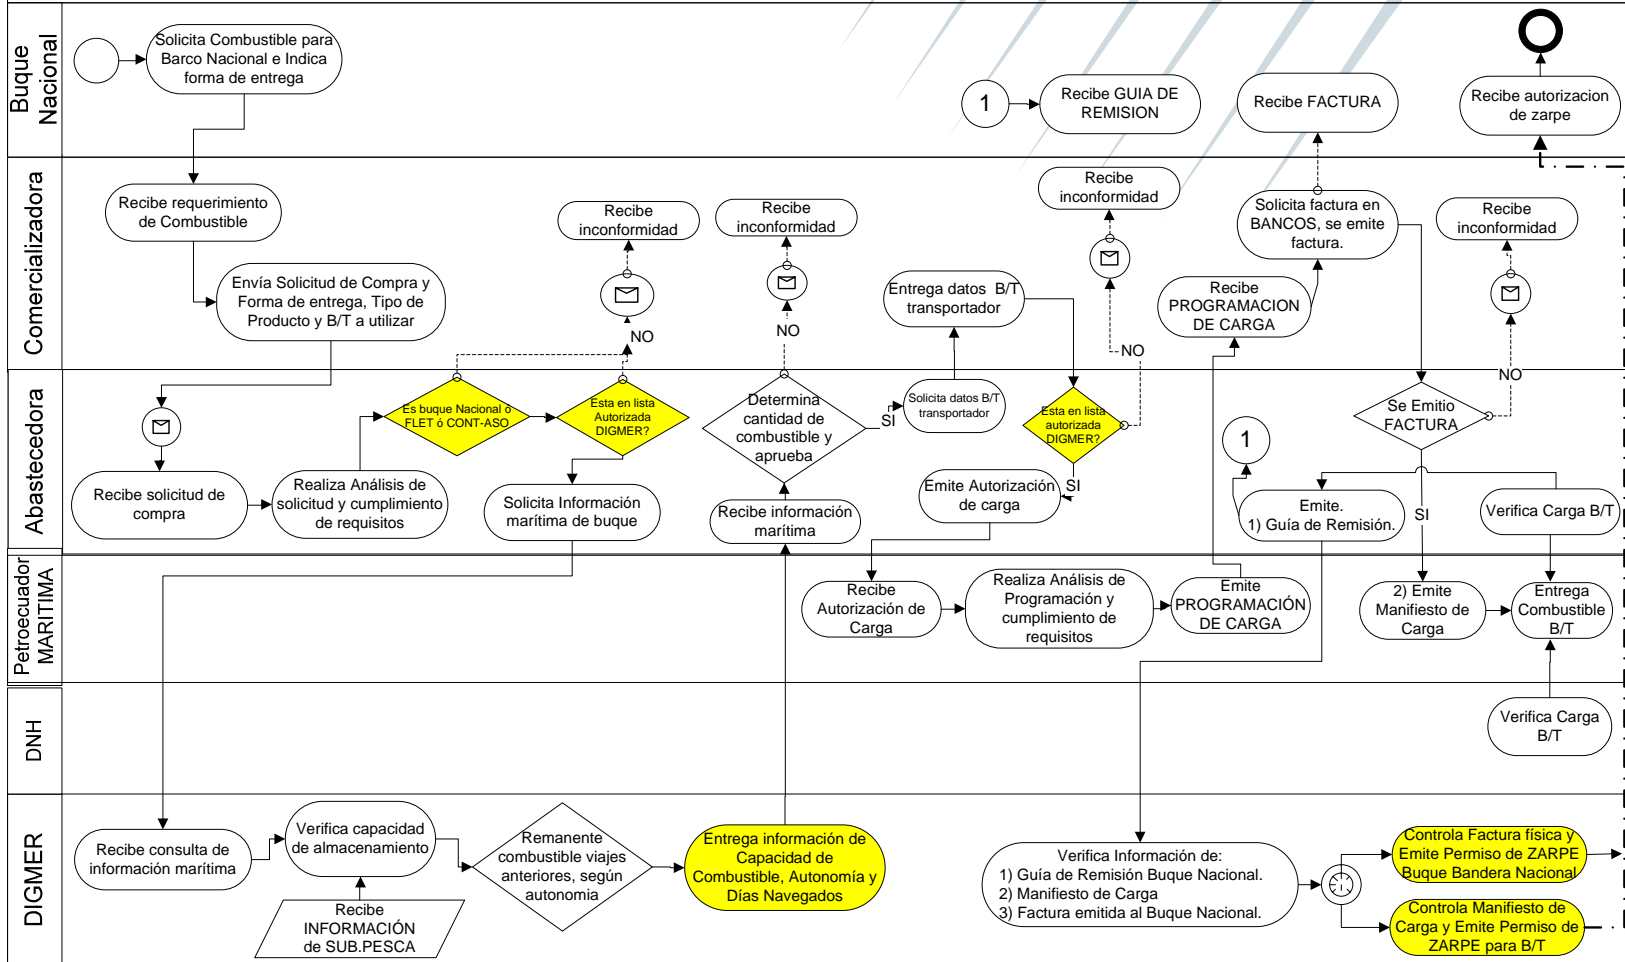 Buque
Nacional
Solicita Combustible para
Barco Nacional e Indica
forma de entrega
1
Recibe GUIA DE
REMISION
Recibe FACTURA
Recibe autorizacion
de zarpe
Comercializadora
Recibe requerimiento
de Combustible
Envía Solicitud de Compra y
Forma de entrega, Tipo de
Producto y B/T a utilizar
Recibe
inconformidad
NO
Recibe
inconformidad
NO
Entrega datos B/T
transportador
Recibe
inconformidad
NO
Recibe
PROGRAMACION
DE CARGA
Solicita factura en
BANCOS, se emite
factura.
Recibe
inconformidad
NO
Abastecedora
Recibe solicitud de
compra
Realiza Análisis de
solicitud y cumplimiento
de requisitos
Es buque Nacional ó
FLET ó CONT-ASO
Esta en lista
Autorizada
DIGMER?
Solicita Información
marítima de buque
Determina
cantidad de
combustible y
aprueba
SI
Recibe información
marítima
Solicita datos B/T
transportador
Esta en lista
autorizada
DIGMER?
SI
Emite Autorización
de carga
1
Emite.
1) Guía de Remisión.
Se Emitio
FACTURA
SI
Verifica Carga B/T
Petroecuador
MARITIMA
Recibe
Autorización de
Carga
Realiza Análisis de
Programación y
cumplimiento de
requisitos
Emite
PROGRAMACIÓN
DE CARGA
2) Emite
Manifiesto de
Carga
Entrega
Combustible
B/T
DNH
Verifica Carga
B/T
DIGMER
Recibe consulta de
información marítima
Verifica capacidad
de almacenamiento
Recibe
INFORMACIÓN
de SUB.PESCA
Remanente
combustible viajes
anteriores, según
autonomia
Entrega información de
Capacidad de
Combustible, Autonomía y
Días Navegados
Verifica Información de:
1) Guía de Remisión Buque Nacional.
2) Manifiesto de Carga
3) Factura emitida al Buque Nacional.
Controla Factura física y
Emite Permiso de ZARPE
Buque Bandera Nacional
Controla Manifiesto de
Carga y Emite Permiso de
ZARPE para B/T